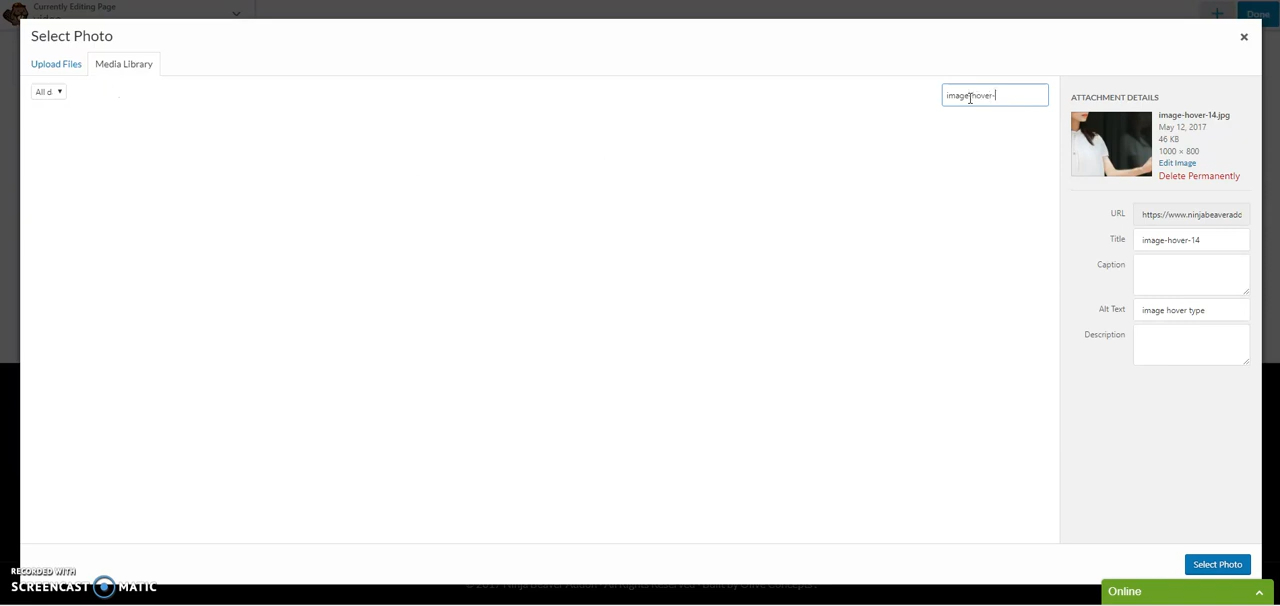 Currently Editing Page
video
Done
Select Photo
Upload Files
Media Library
All d
image-hover-
ATTACHMENT DETAILS
image-hover-14.jpg
May 12, 2017
46 KB
1000 × 800
Edit Image
Delete Permanently
URL
https://www.ninjabeaveradc
Title
image-hover-14
Caption
Alt Text
image hover type
Description
Select Photo
RECORDED WITH
SCREENCAST MATIC
Online